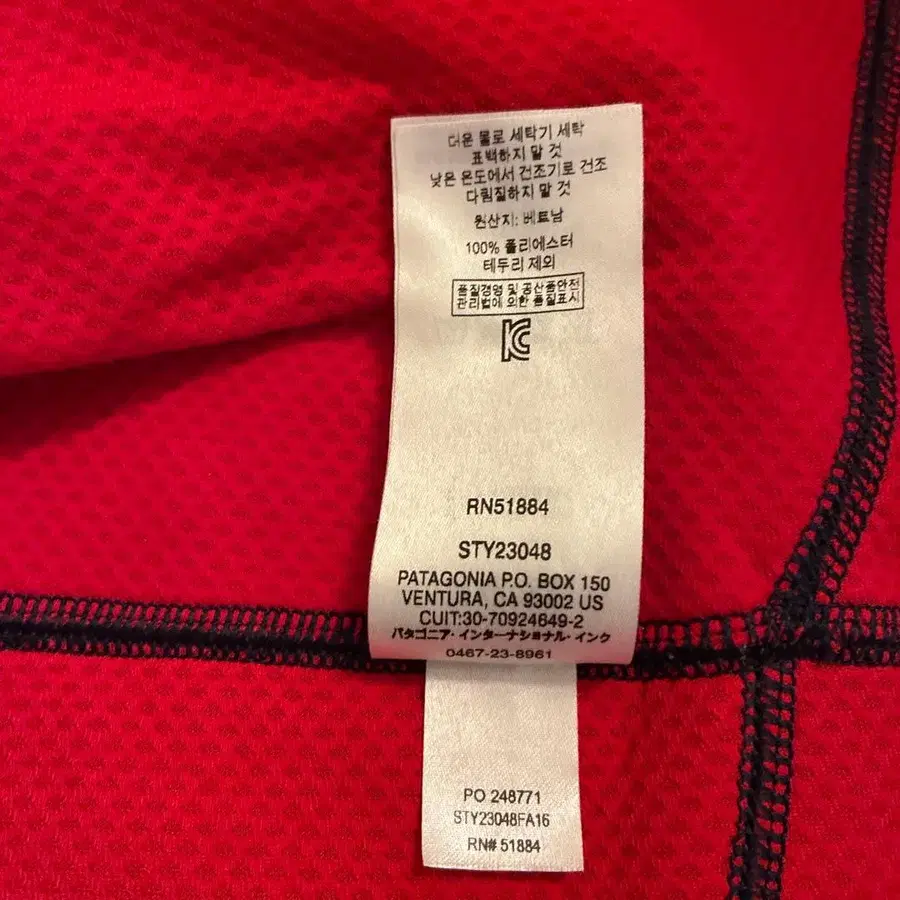 더운 물로 세탁기 세탁
표백하지 말 것
낮은 온도에서 건조기로 건조
다림질하지 말 것
원산지: 베트남
100% 폴리에스터
테두리 제외
품질경영 및 공산품안전
관리법에 의한 품질표시
KC
RN51884
STY23048
PATAGONIA P.O. BOX 150
VENTURA, CA 93002 US
CUIT:30-70924649-2
パタゴニア・インターナショナル・インク
0467-23-8961
PO 248771
STY23048FA16
RN# 51884